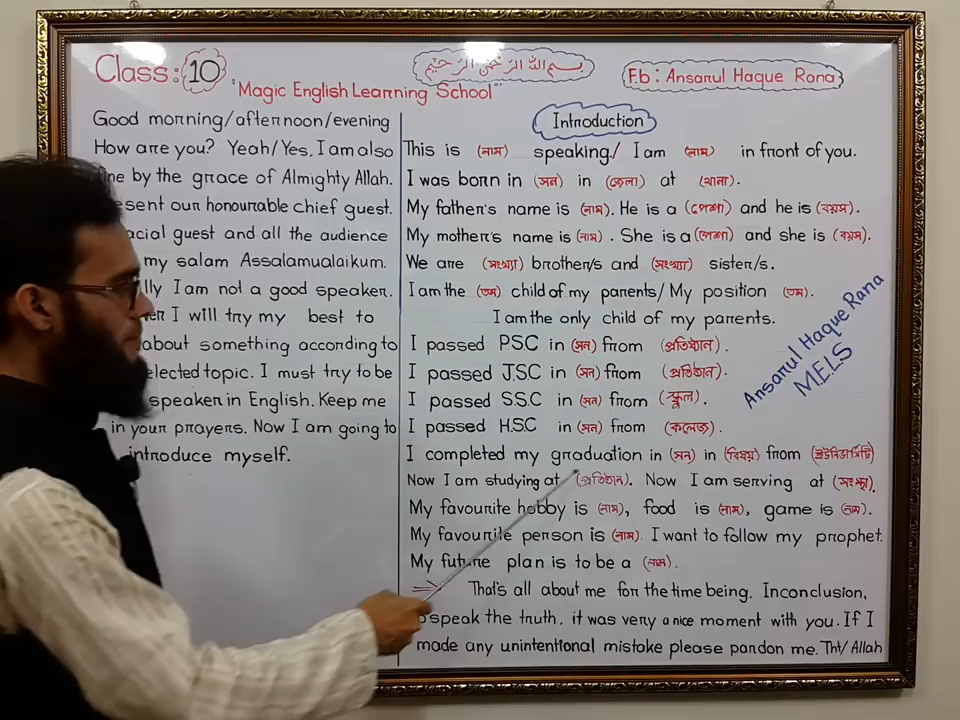 Class: 10
"Magic English Learning School"
بسم الله الرحمن الرحيم
F.b: Ansarul Haque Rana
Good morning/afternoon/evening
How are you? Yeah/Yes, I am also
by the grace of Almighty Allah.
our honourable chief guest.
guest and all the audience
my salam Assalamualaikum.
I am not a good speaker.
I will try my best to
about something according to
topic. I must try to be
speaker in English. Keep me
in your prayers. Now I am going to
introduce myself.
Introduction
This is (নাম) speaking./ I am (নাম) in front of you.
I was born in (সন) in (জেলা) at (থানা).
My father's name is (নাম). He is a (পেশা) and he is (বয়স).
My mother's name is (নাম). She is a (পেশা) and she is (বয়স).
We are (সংখ্যা) brother/s and (সংখ্যা) sister/s.
I am the (তম) child of my parents/ My position (তম).
I am the only child of my parents.
I passed P.S.C in (সন) from (প্রতিষ্ঠান).
I passed J.S.C in (সন) from (প্রতিষ্ঠান).
I passed S.S.C in (সন) from (স্কুল).
I passed H.S.C in (সন) from (কলেজ).
I completed my graduation in (সন) in (বিষয়) from (ইউনিভার্সিটি)
Now I am studying at (প্রতিষ্ঠান). Now I am serving at (সংস্থা).
My favourite hobby is (নাম), food is (নাম), game is (নাম).
My favourite person is (নাম). I want to follow my prophet.
My future plan is to be a (নাম).
⇒ That's all about me for the time being. Inconclusion,
speak the truth, it was very a nice moment with you. If I
made any unintentional mistake please pardon me. Tnt/ Allah
Ansarul Haque Rana
M.E.L.S